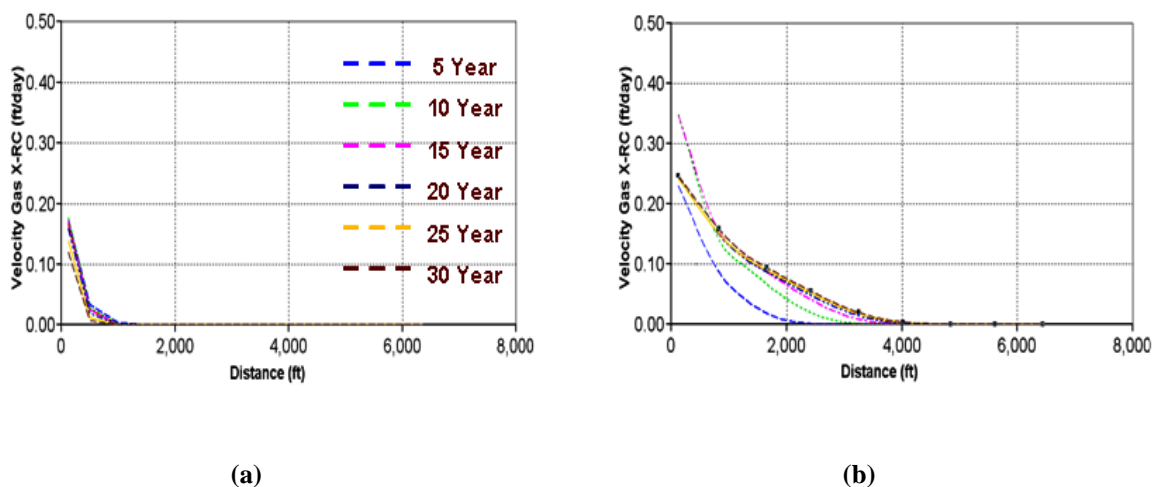 0.50
0.40
0.30
0.20
0.10
0.00
Velocity Gas X-RC (ft/day)
0
2,000
4,000
6,000
8,000
Distance (ft)
5 Year
10 Year
15 Year
20 Year
25 Year
30 Year
(a)
0.50
0.40
0.30
0.20
0.10
0.00
Velocity Gas X-RC (ft/day)
0
2,000
4,000
6,000
8,000
Distance (ft)
(b)